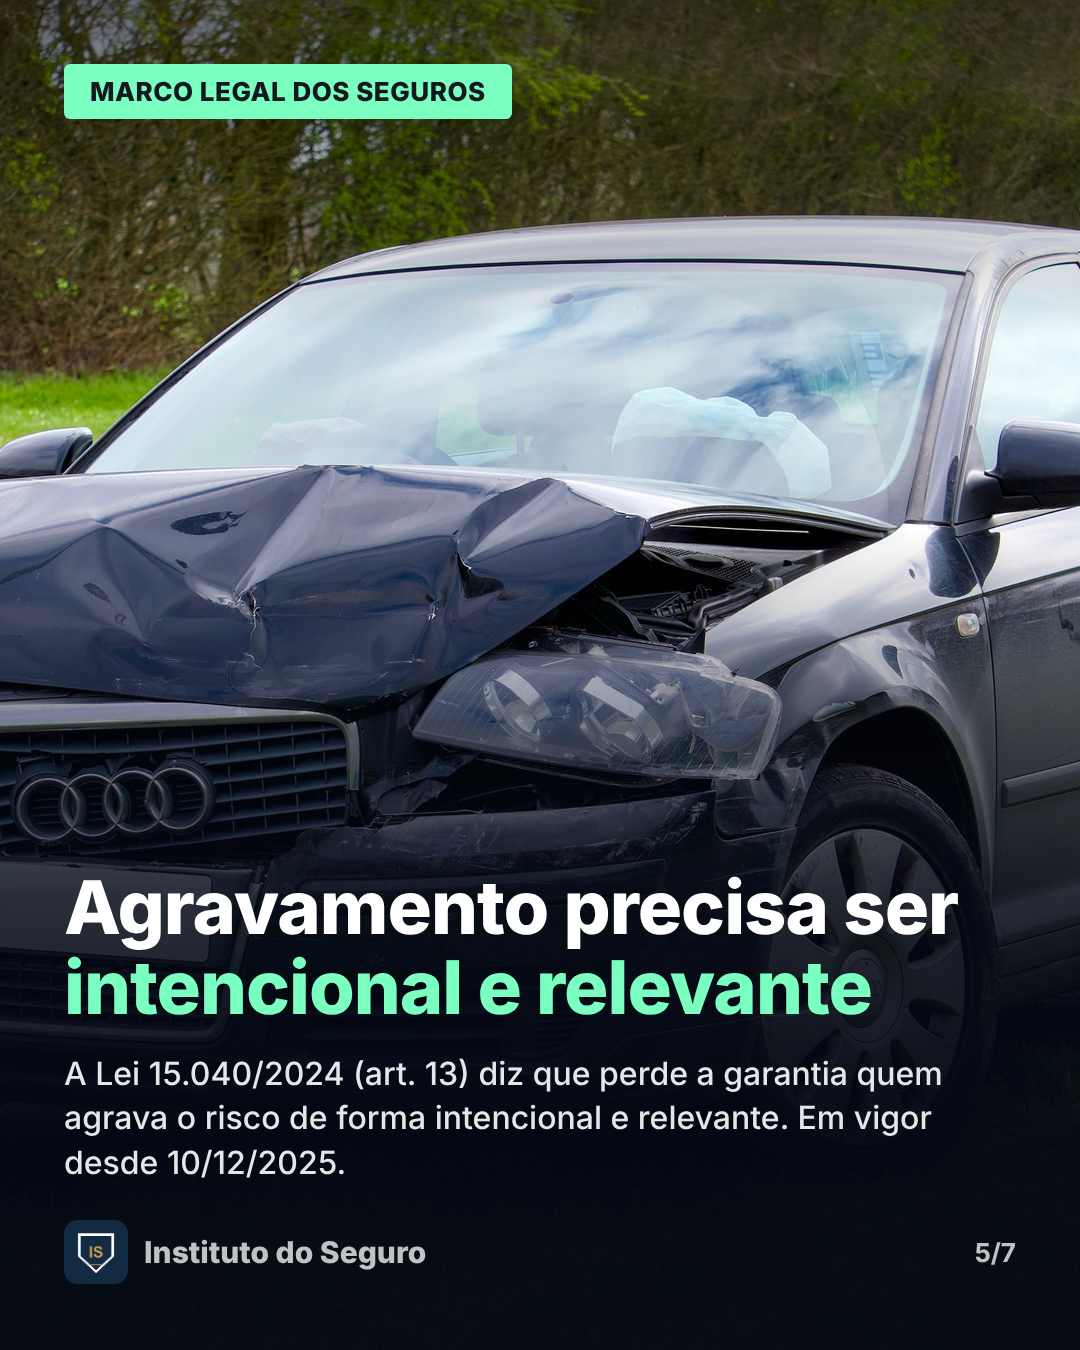 MARCO LEGAL DOS SEGUROS
Agravamento precisa ser
intencional e relevante
A Lei 15.040/2024 (art. 13) diz que perde a garantia quem
agrava o risco de forma intencional e relevante. Em vigor
desde 10/12/2025.
IS
Instituto do Seguro
5/7